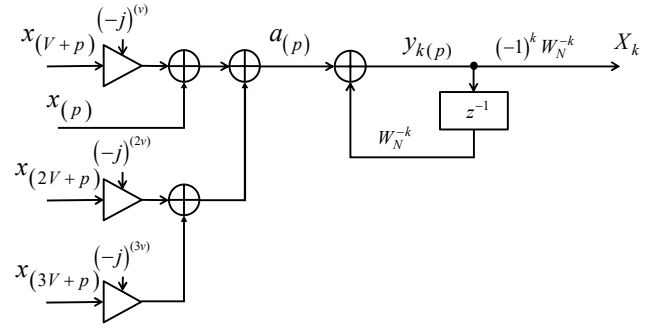 (−j)^(v)
x_(V+p)
a_(p)
y_k(p)
(−1)^k W_N^−k
X_k
x_(p)
z^−1
W_N^−k
(−j)^(2v)
x_(2V+p)
(−j)^(3v)
x_(3V+p)